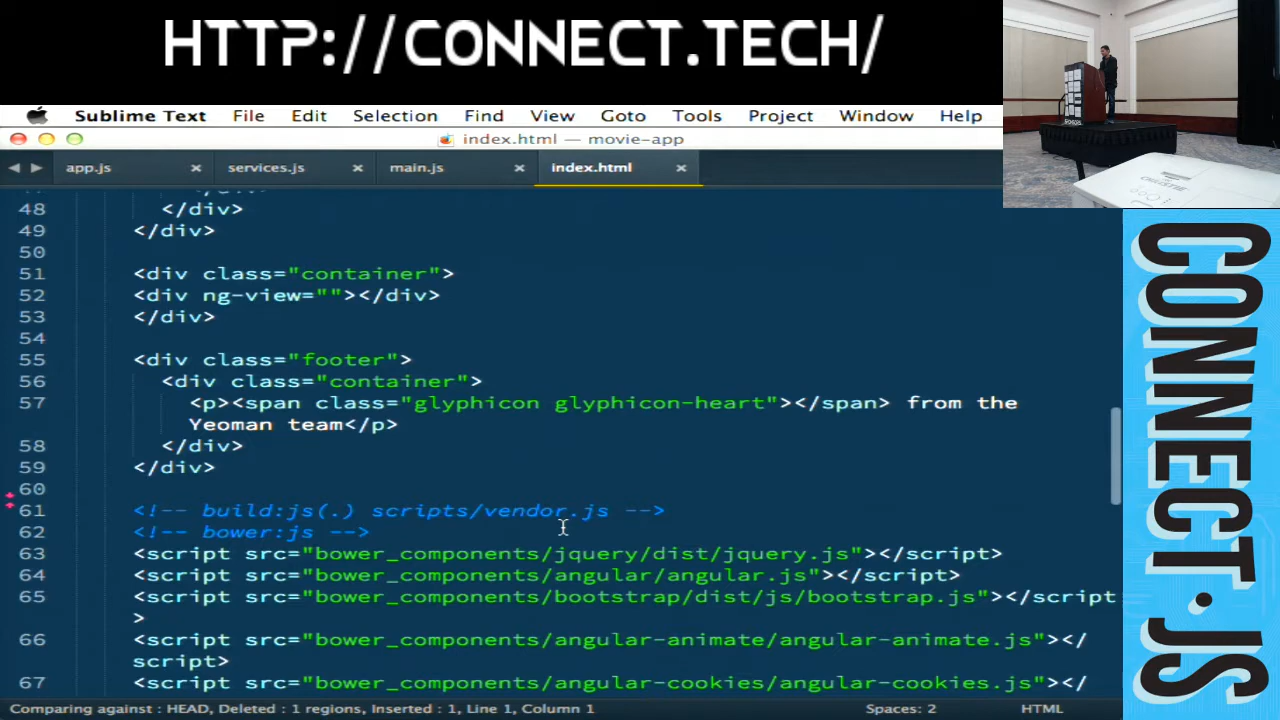 HTTP://CONNECT.TECH/
Sublime Text File Edit Selection Find View Goto Tools Project Window Help
index.html — movie-app
app.js services.js main.js index.html
48 </div>
49 </div>
50
51 <div class="container">
52 <div ng-view=""></div>
53 </div>
54
55 <div class="footer">
56 <div class="container">
57 <p><span class="glyphicon glyphicon-heart"></span> from the
Yeoman team</p>
58 </div>
59 </div>
60
61 <!-- build:js(.) scripts/vendor.js -->
62 <!-- bower:js -->
63 <script src="bower_components/jquery/dist/jquery.js"></script>
64 <script src="bower_components/angular/angular.js"></script>
65 <script src="bower_components/bootstrap/dist/js/bootstrap.js"></script
>
66 <script src="bower_components/angular-animate/angular-animate.js"></
script>
67 <script src="bower_components/angular-cookies/angular-cookies.js"></
Comparing against : HEAD, Deleted : 1 regions, Inserted : 1, Line 1, Column 1 Spaces: 2 HTML
CHRISTIE
CONNECT.JS